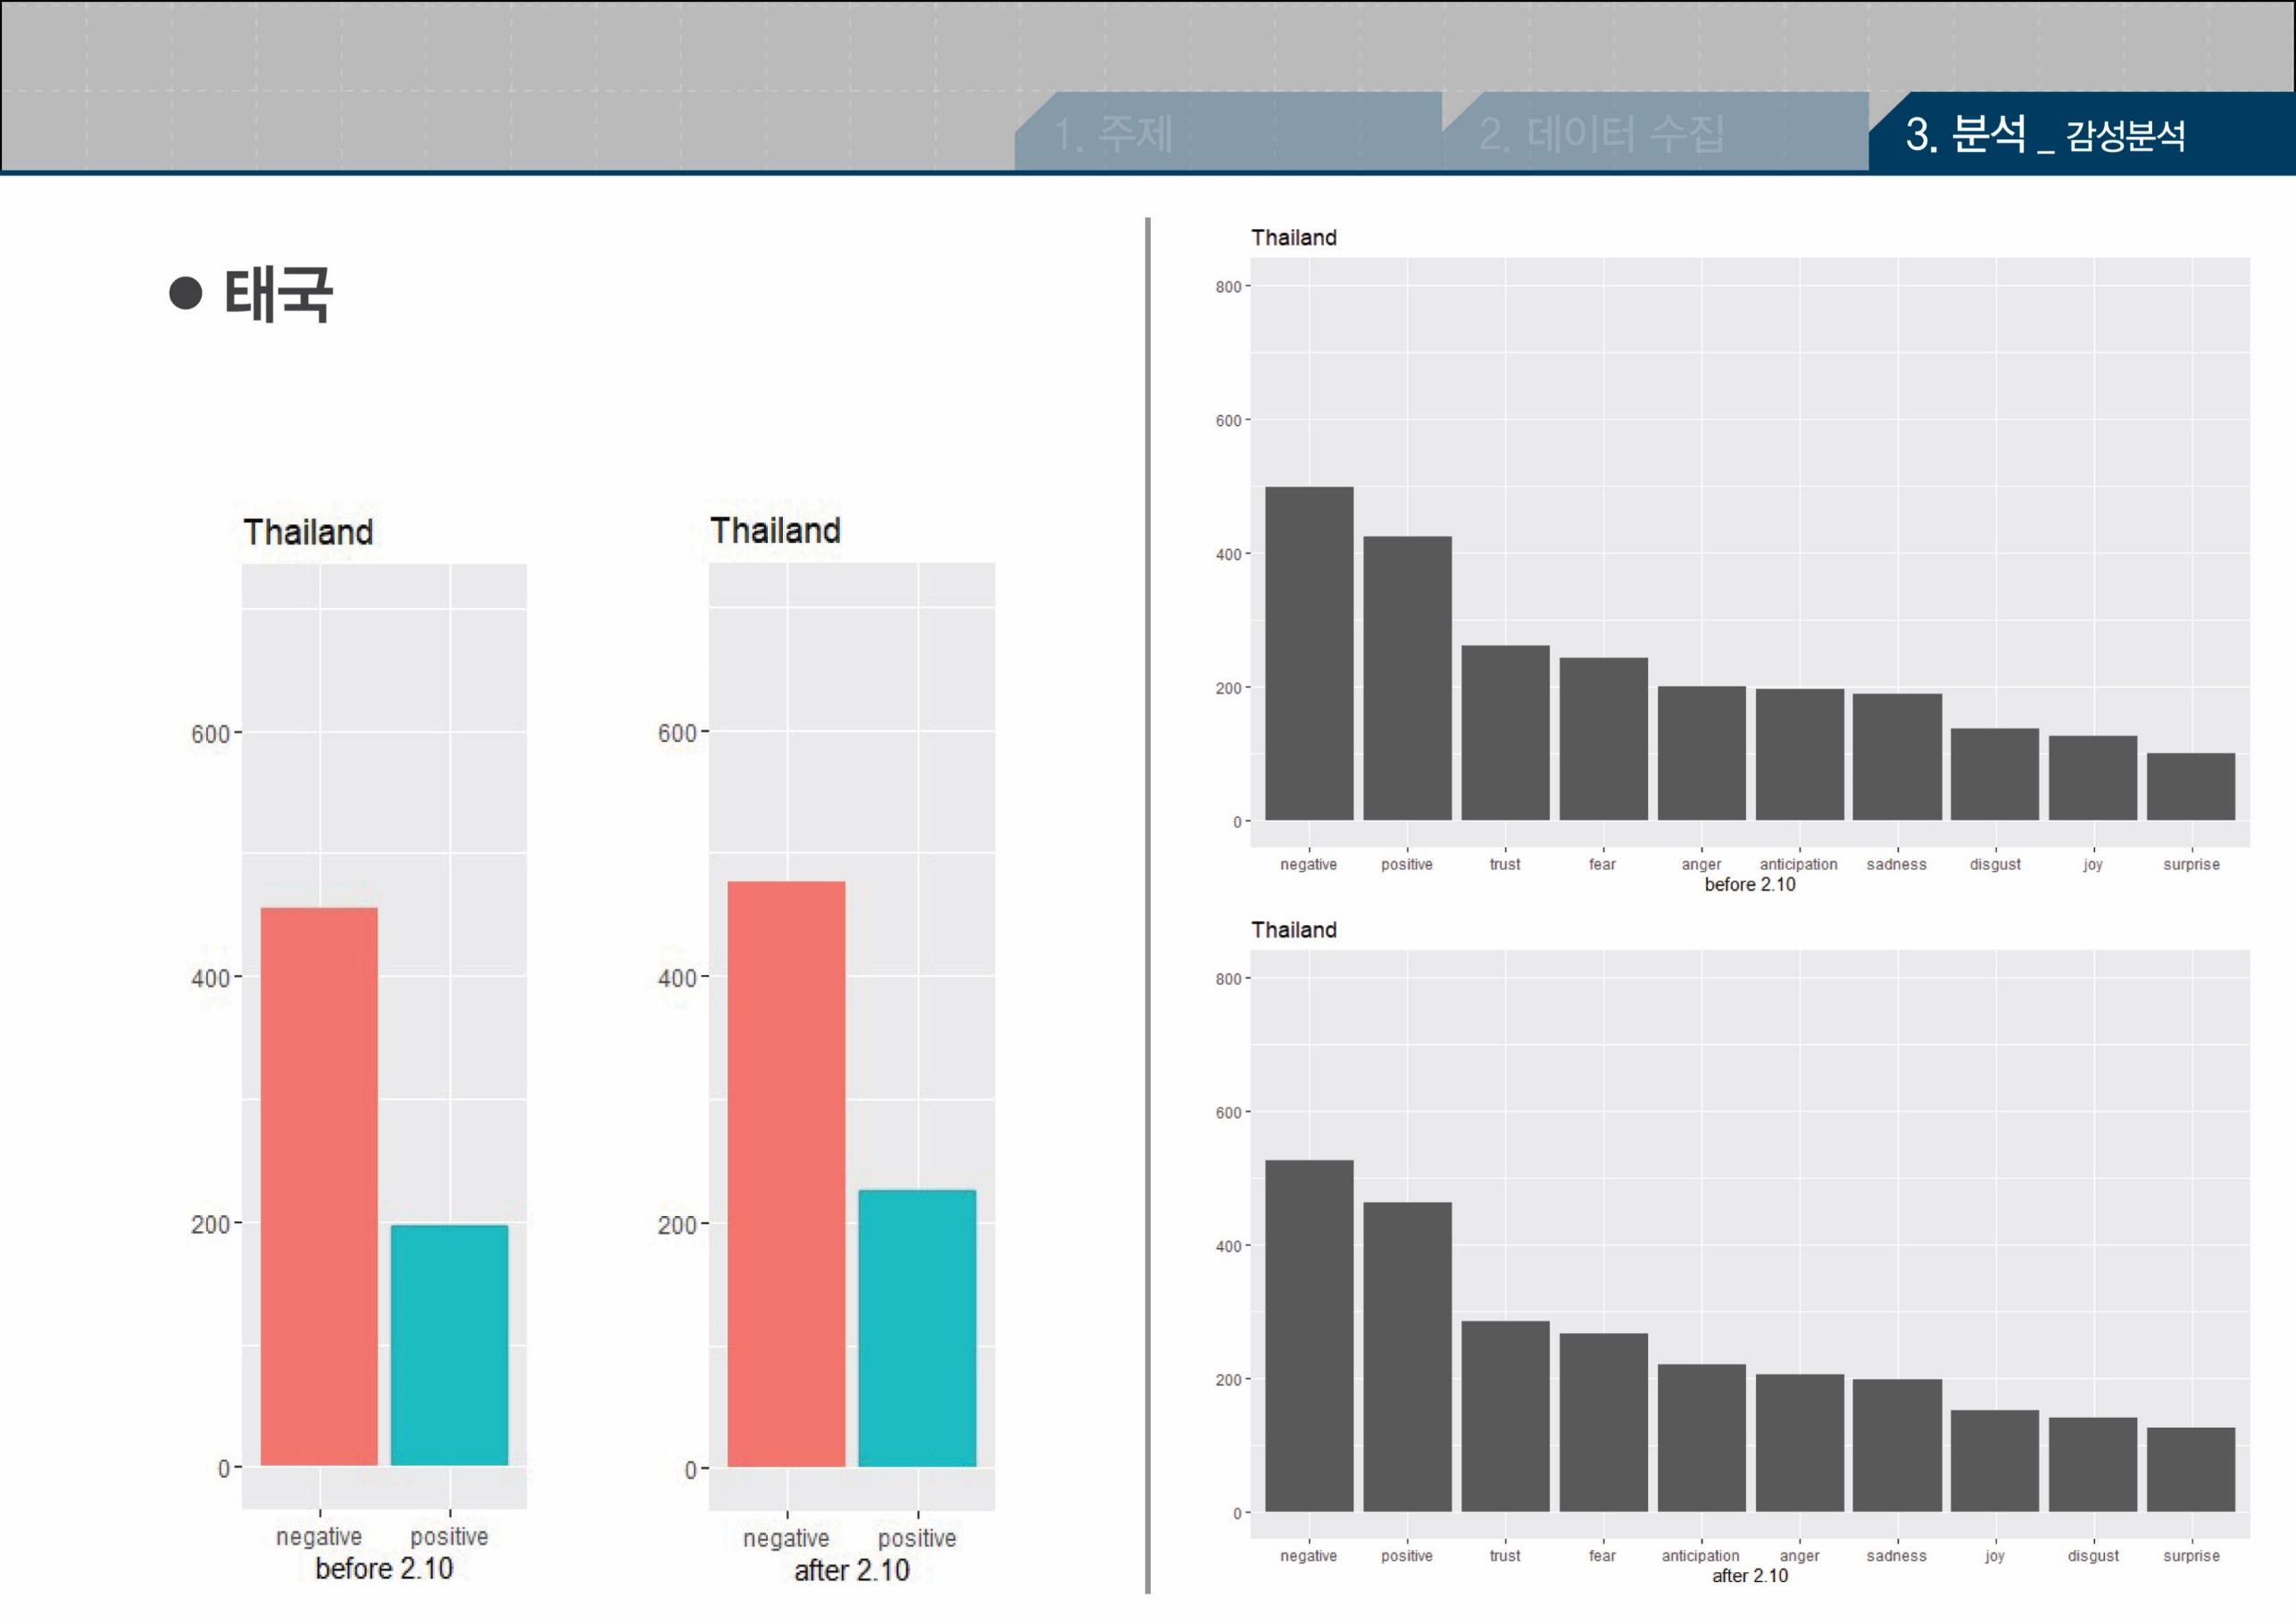 1. 주제
2. 데이터 수집
3. 분석 _ 감성분석
● 태국
Thailand
600
400
200
0
negative positive
before 2.10
Thailand
600
400
200
0
negative positive
after 2.10
Thailand
800
600
400
200
0
negative positive trust fear anger anticipation sadness disgust joy surprise
before 2.10
Thailand
800
600
400
200
0
negative positive trust fear anticipation anger sadness joy disgust surprise
after 2.10